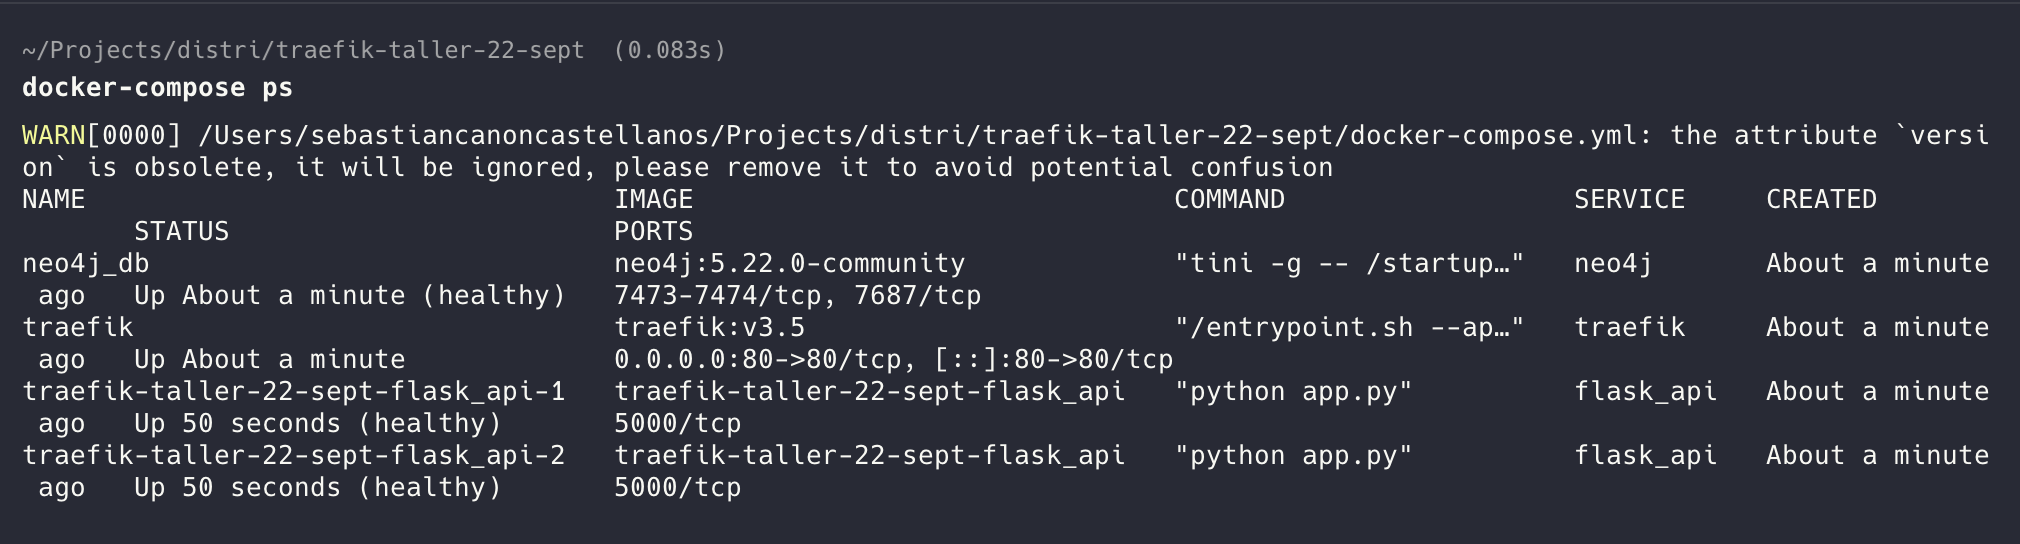 ~/Projects/distri/traefik-taller-22-sept  (0.083s)
docker-compose ps
WARN[0000] /Users/sebastiancanoncastellanos/Projects/distri/traefik-taller-22-sept/docker-compose.yml: the attribute `versi
on` is obsolete, it will be ignored, please remove it to avoid potential confusion
NAME                                 IMAGE                              COMMAND                  SERVICE     CREATED
       STATUS                        PORTS
neo4j_db                             neo4j:5.22.0-community             "tini -g -- /startup…"   neo4j       About a minute
 ago   Up About a minute (healthy)   7473-7474/tcp, 7687/tcp
traefik                              traefik:v3.5                       "/entrypoint.sh --ap…"   traefik     About a minute
 ago   Up About a minute             0.0.0.0:80->80/tcp, [::]:80->80/tcp
traefik-taller-22-sept-flask_api-1   traefik-taller-22-sept-flask_api   "python app.py"          flask_api   About a minute
 ago   Up 50 seconds (healthy)       5000/tcp
traefik-taller-22-sept-flask_api-2   traefik-taller-22-sept-flask_api   "python app.py"          flask_api   About a minute
 ago   Up 50 seconds (healthy)       5000/tcp